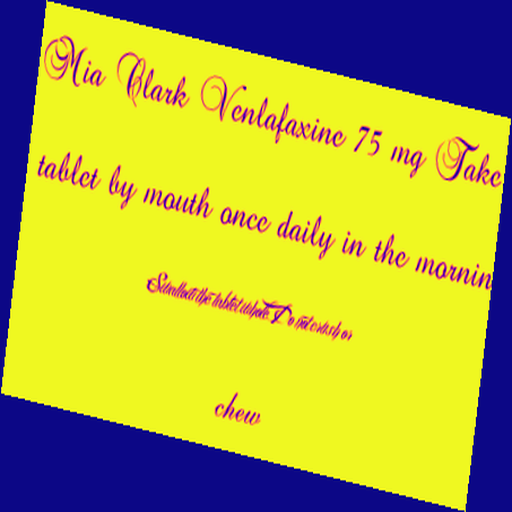 Mia Clark Venlafaxine 75 mg Take
tablet by mouth once daily in the mornin
Swallow the tablet whole. Do not crush or
chew